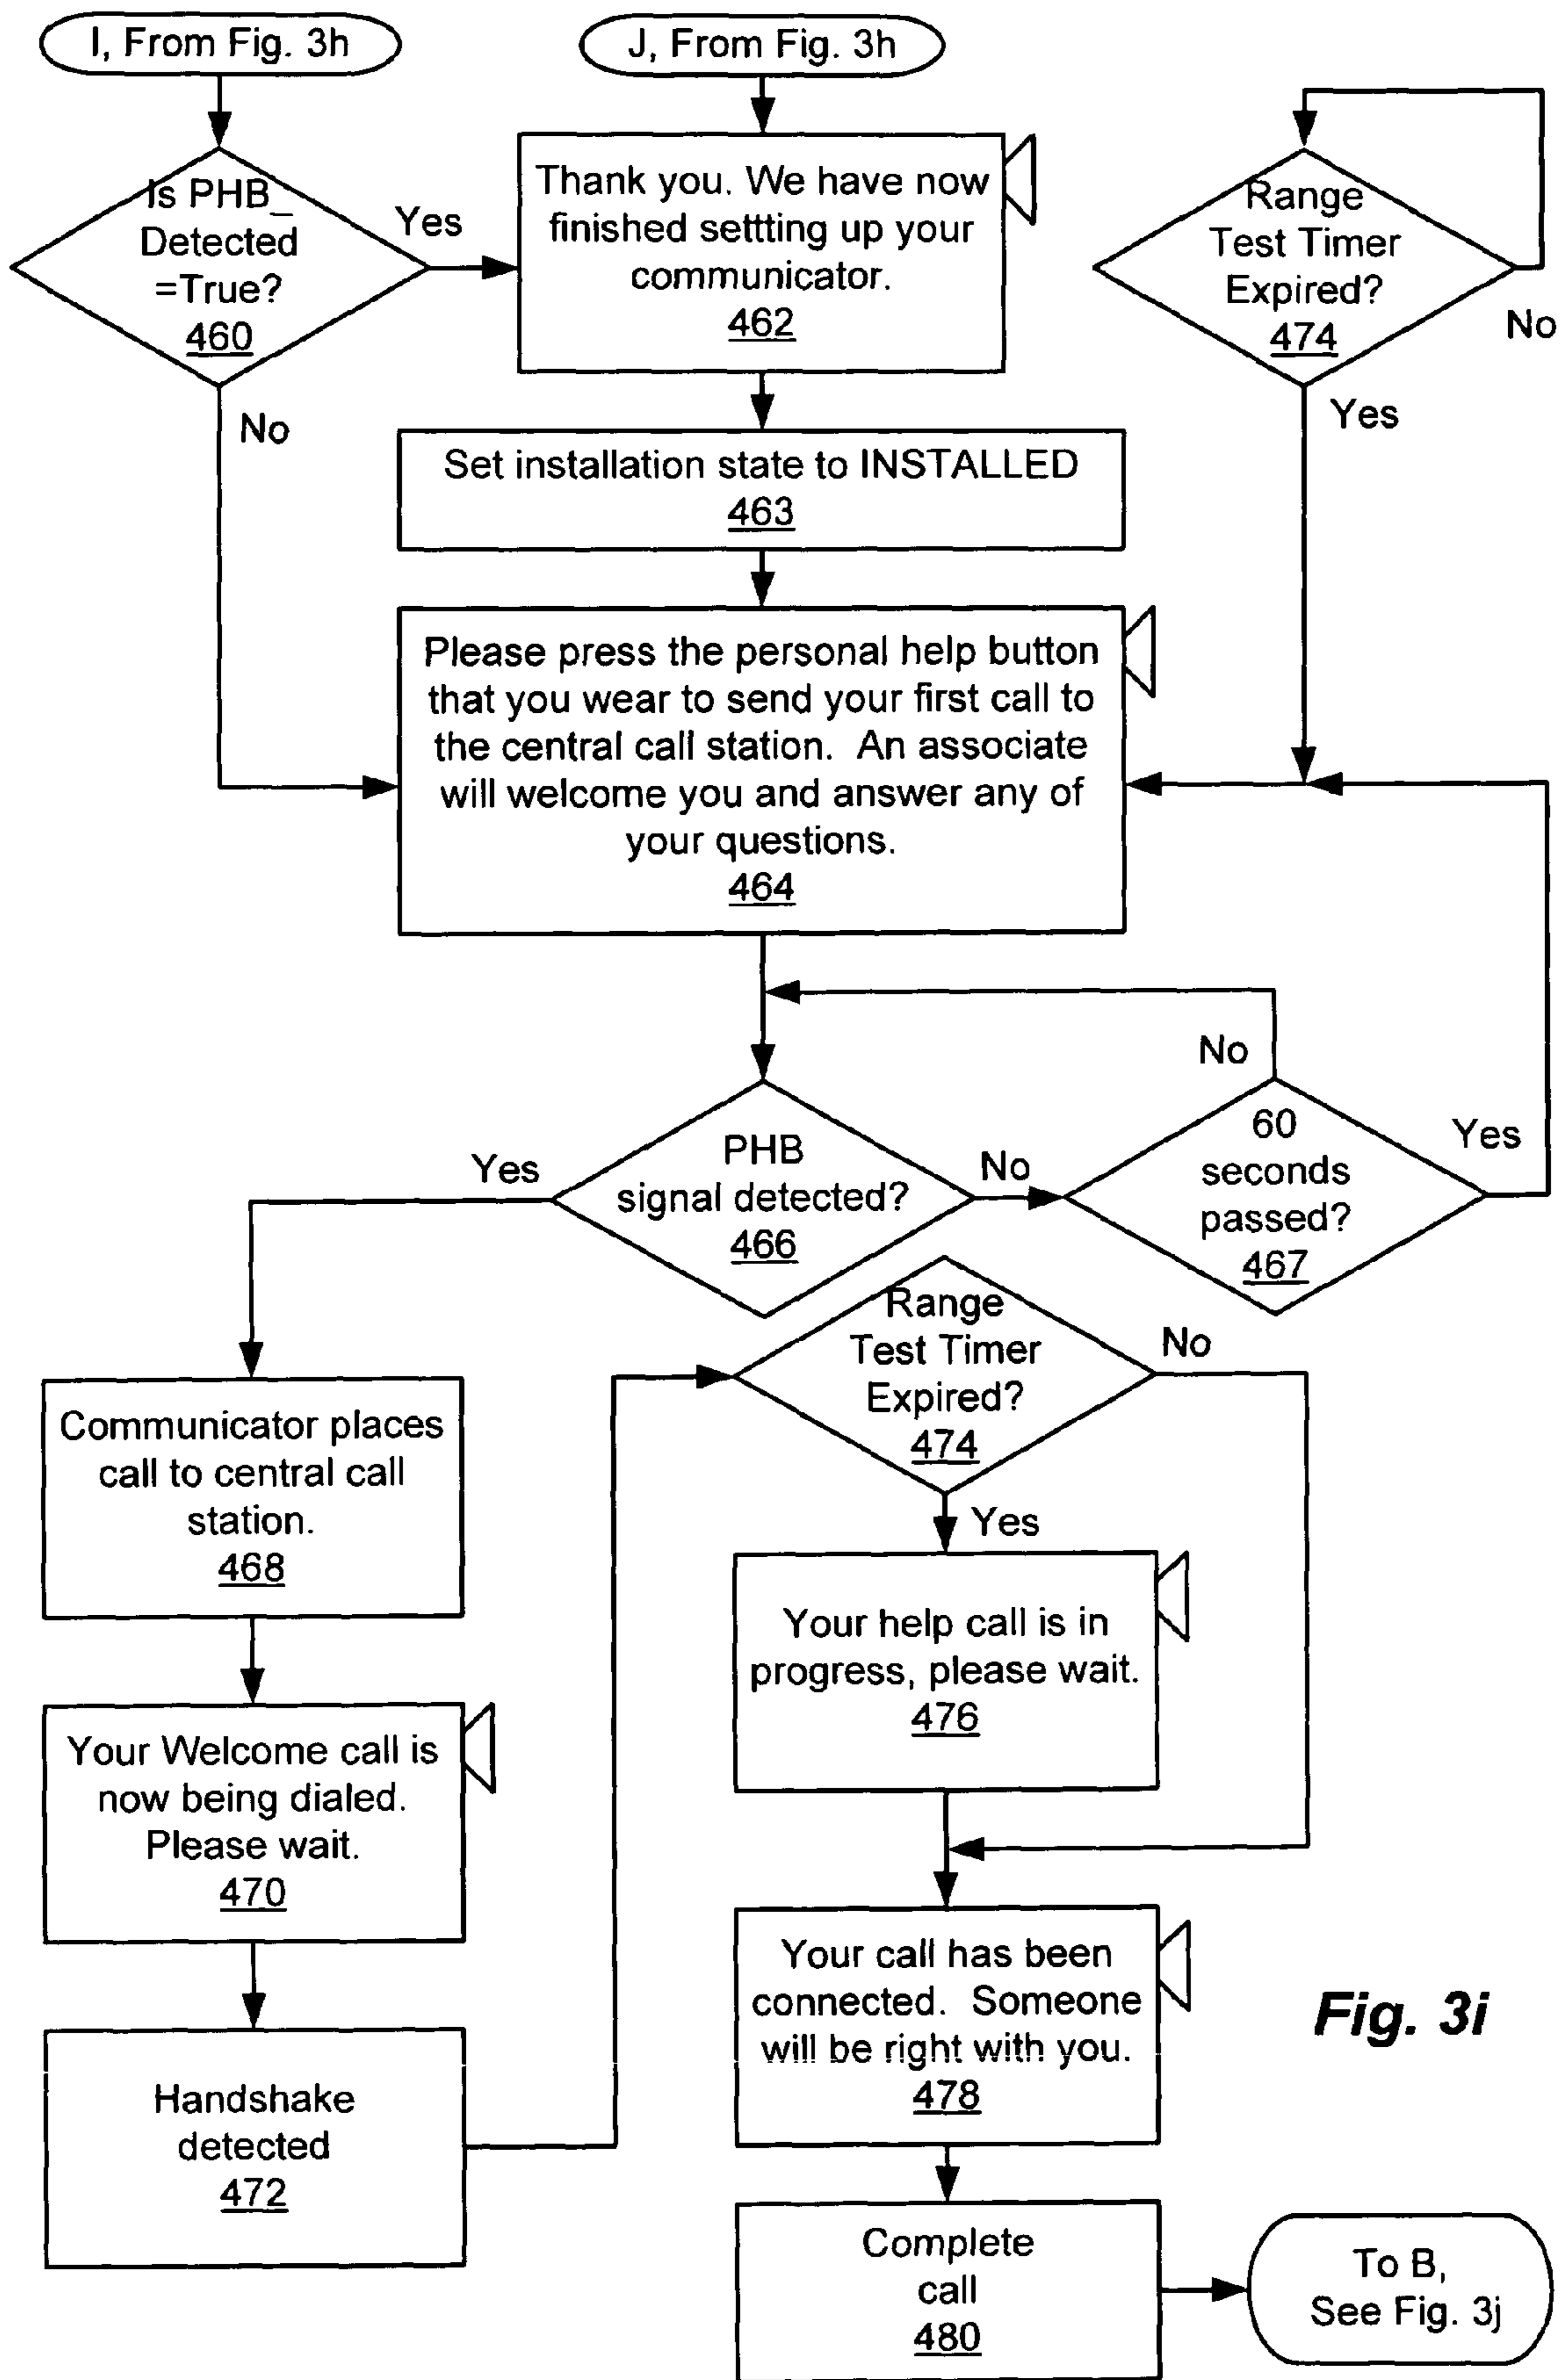 I, From Fig. 3h
J, From Fig. 3h
Is PHB_
Detected
=True?
460
Yes
No
Thank you. We have now
finished settting up your
communicator.
462
Range
Test Timer
Expired?
474
No
Yes
Set installation state to INSTALLED
463
Please press the personal help button
that you wear to send your first call to
the central call station. An associate
will welcome you and answer any of
your questions.
464
PHB
signal detected?
466
Yes
No
60
seconds
passed?
467
No
Yes
Communicator places
call to central call
station.
468
Your Welcome call is
now being dialed.
Please wait.
470
Handshake
detected
472
Range
Test Timer
Expired?
474
No
Yes
Your help call is in
progress, please wait.
476
Your call has been
connected. Someone
will be right with you.
478
Complete
call
480
To B,
See Fig. 3j
Fig. 3i